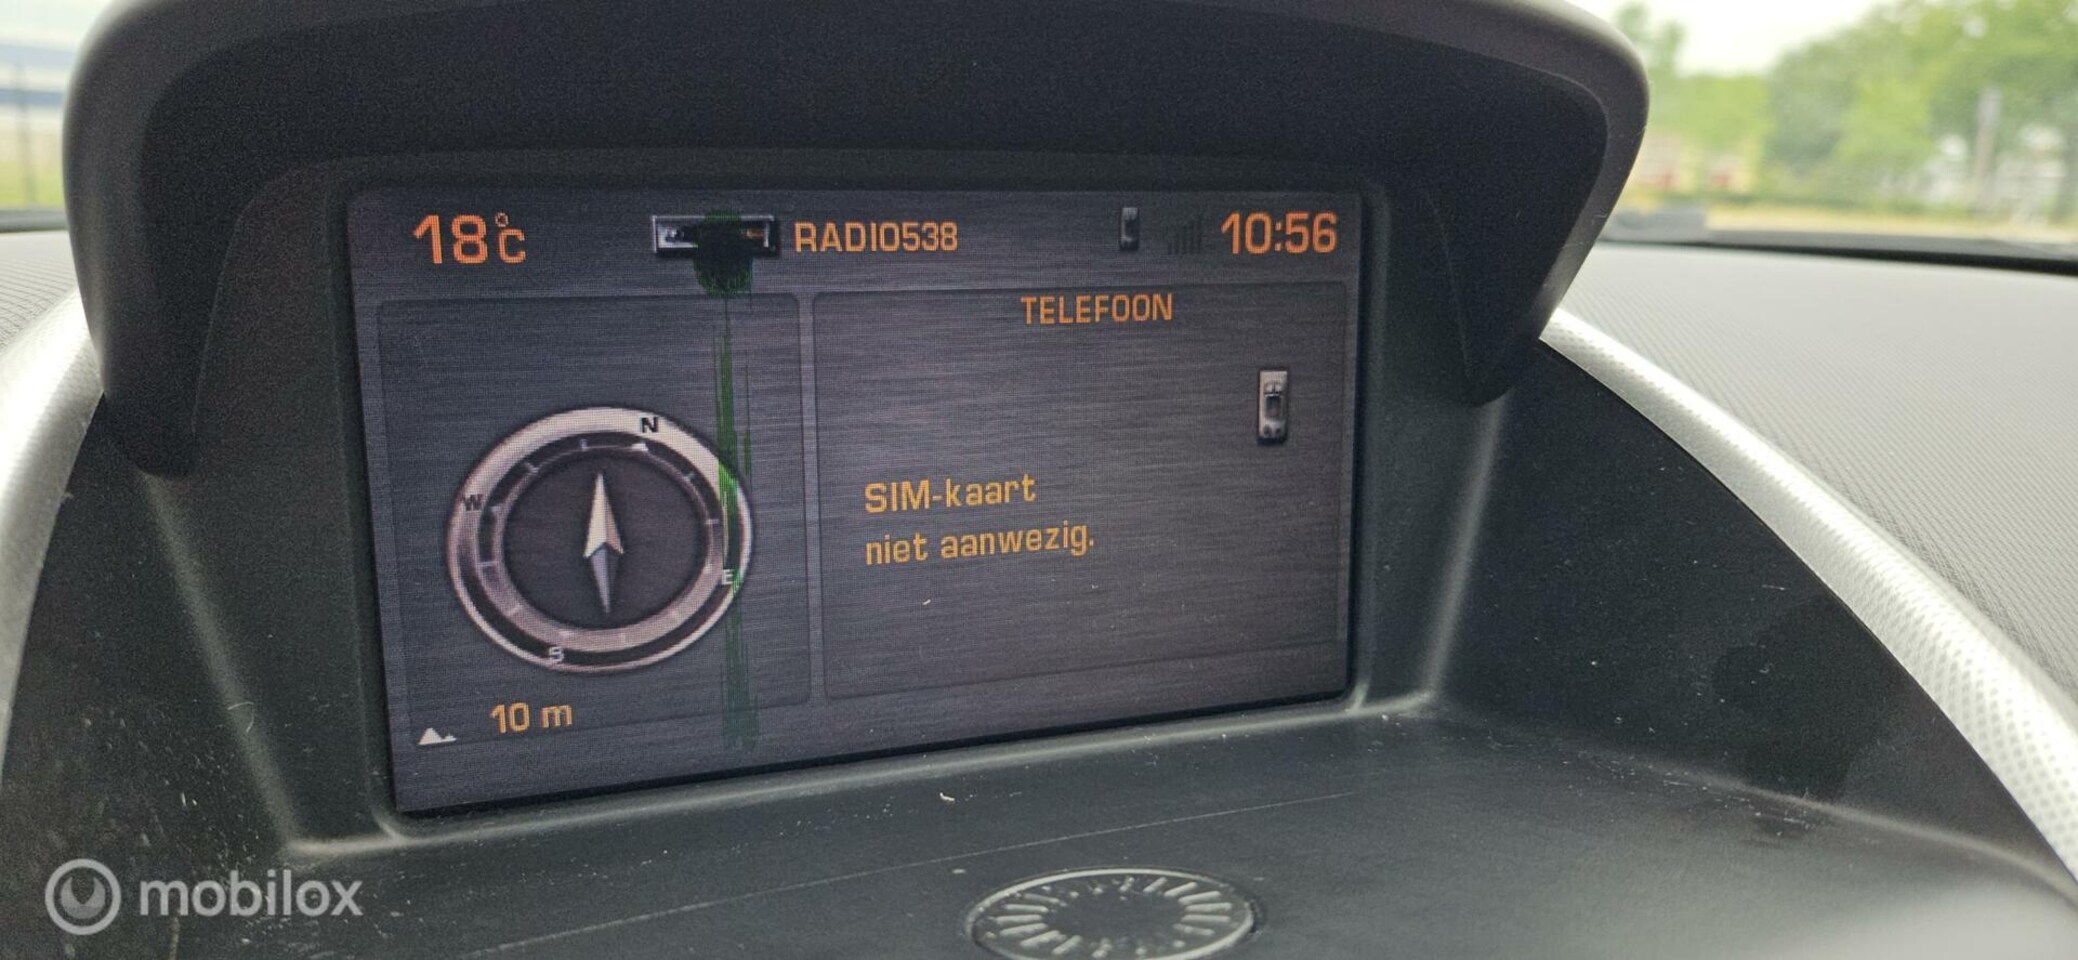 18°C
RADIO538
10:56
TELEFOON
N
W
E
S
SIM-kaart
niet aanwezig.
10 m
mobilox